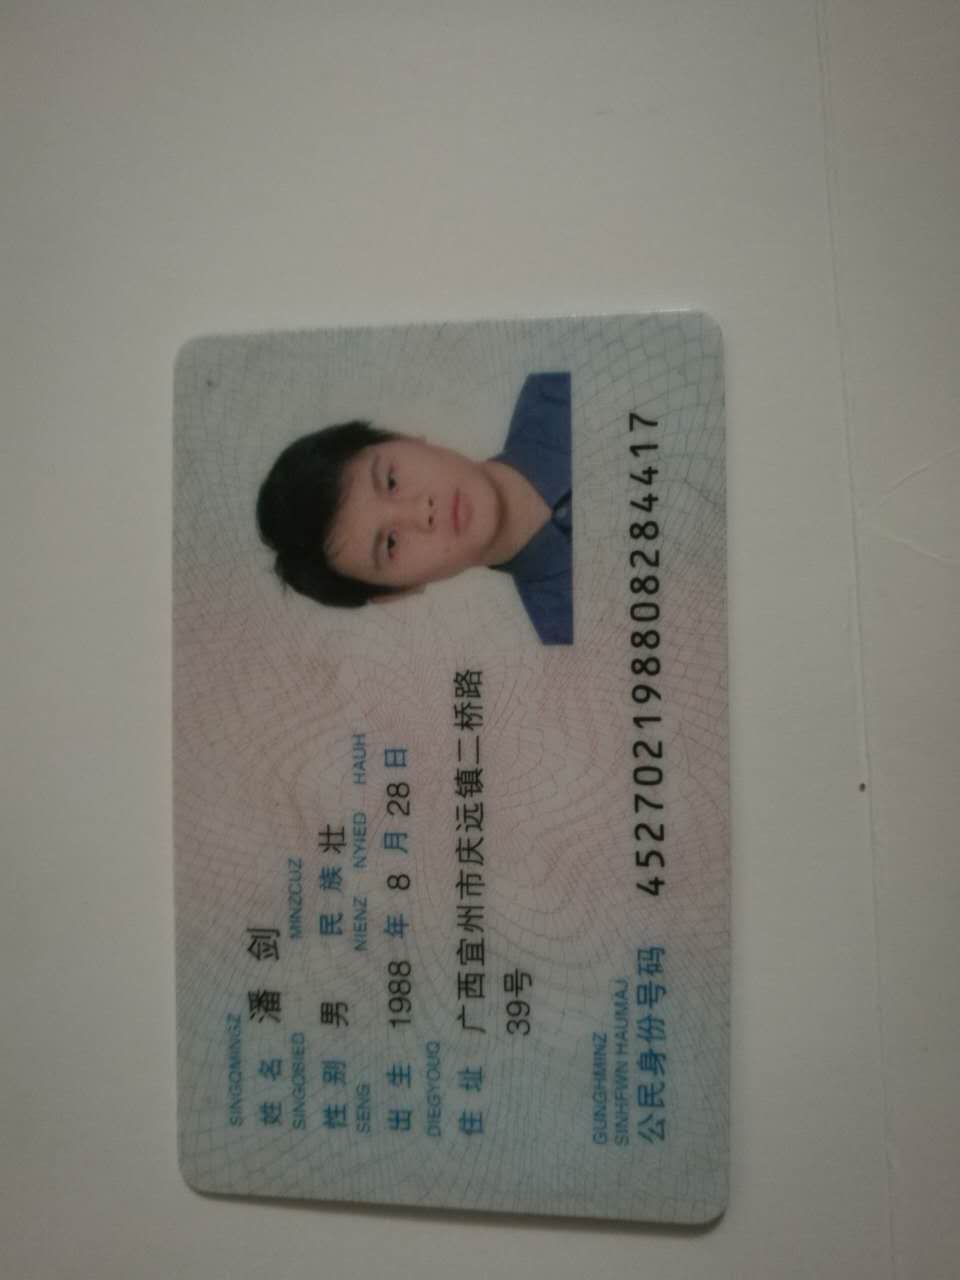 SINGQMINGZ
姓名 潘剑
SINGQBIED MINZCUZ
性别 男 民族 壮
SENG NIENZ NYIED HAUH
出生 1988 年 8 月 28 日
DIEGYOUQ
住址 广西宜州市庆远镇二桥路
39号
GUNGHMINZ
SINHFWN HAUMAJ
公民身份号码 452702198808284417